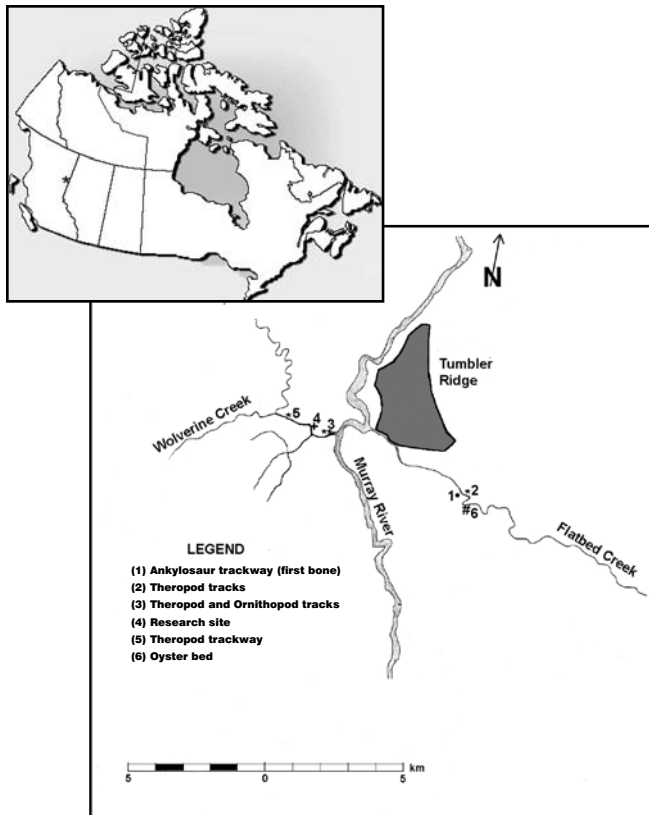 *
N
Tumbler
Ridge
Wolverine Creek
*5
4
+
*3
Murray River
1•
*2
#6
Flatbed Creek
LEGEND
(1) Ankylosaur trackway (first bone)
(2) Theropod tracks
(3) Theropod and Ornithopod tracks
(4) Research site
(5) Theropod trackway
(6) Oyster bed
5 0 5 km